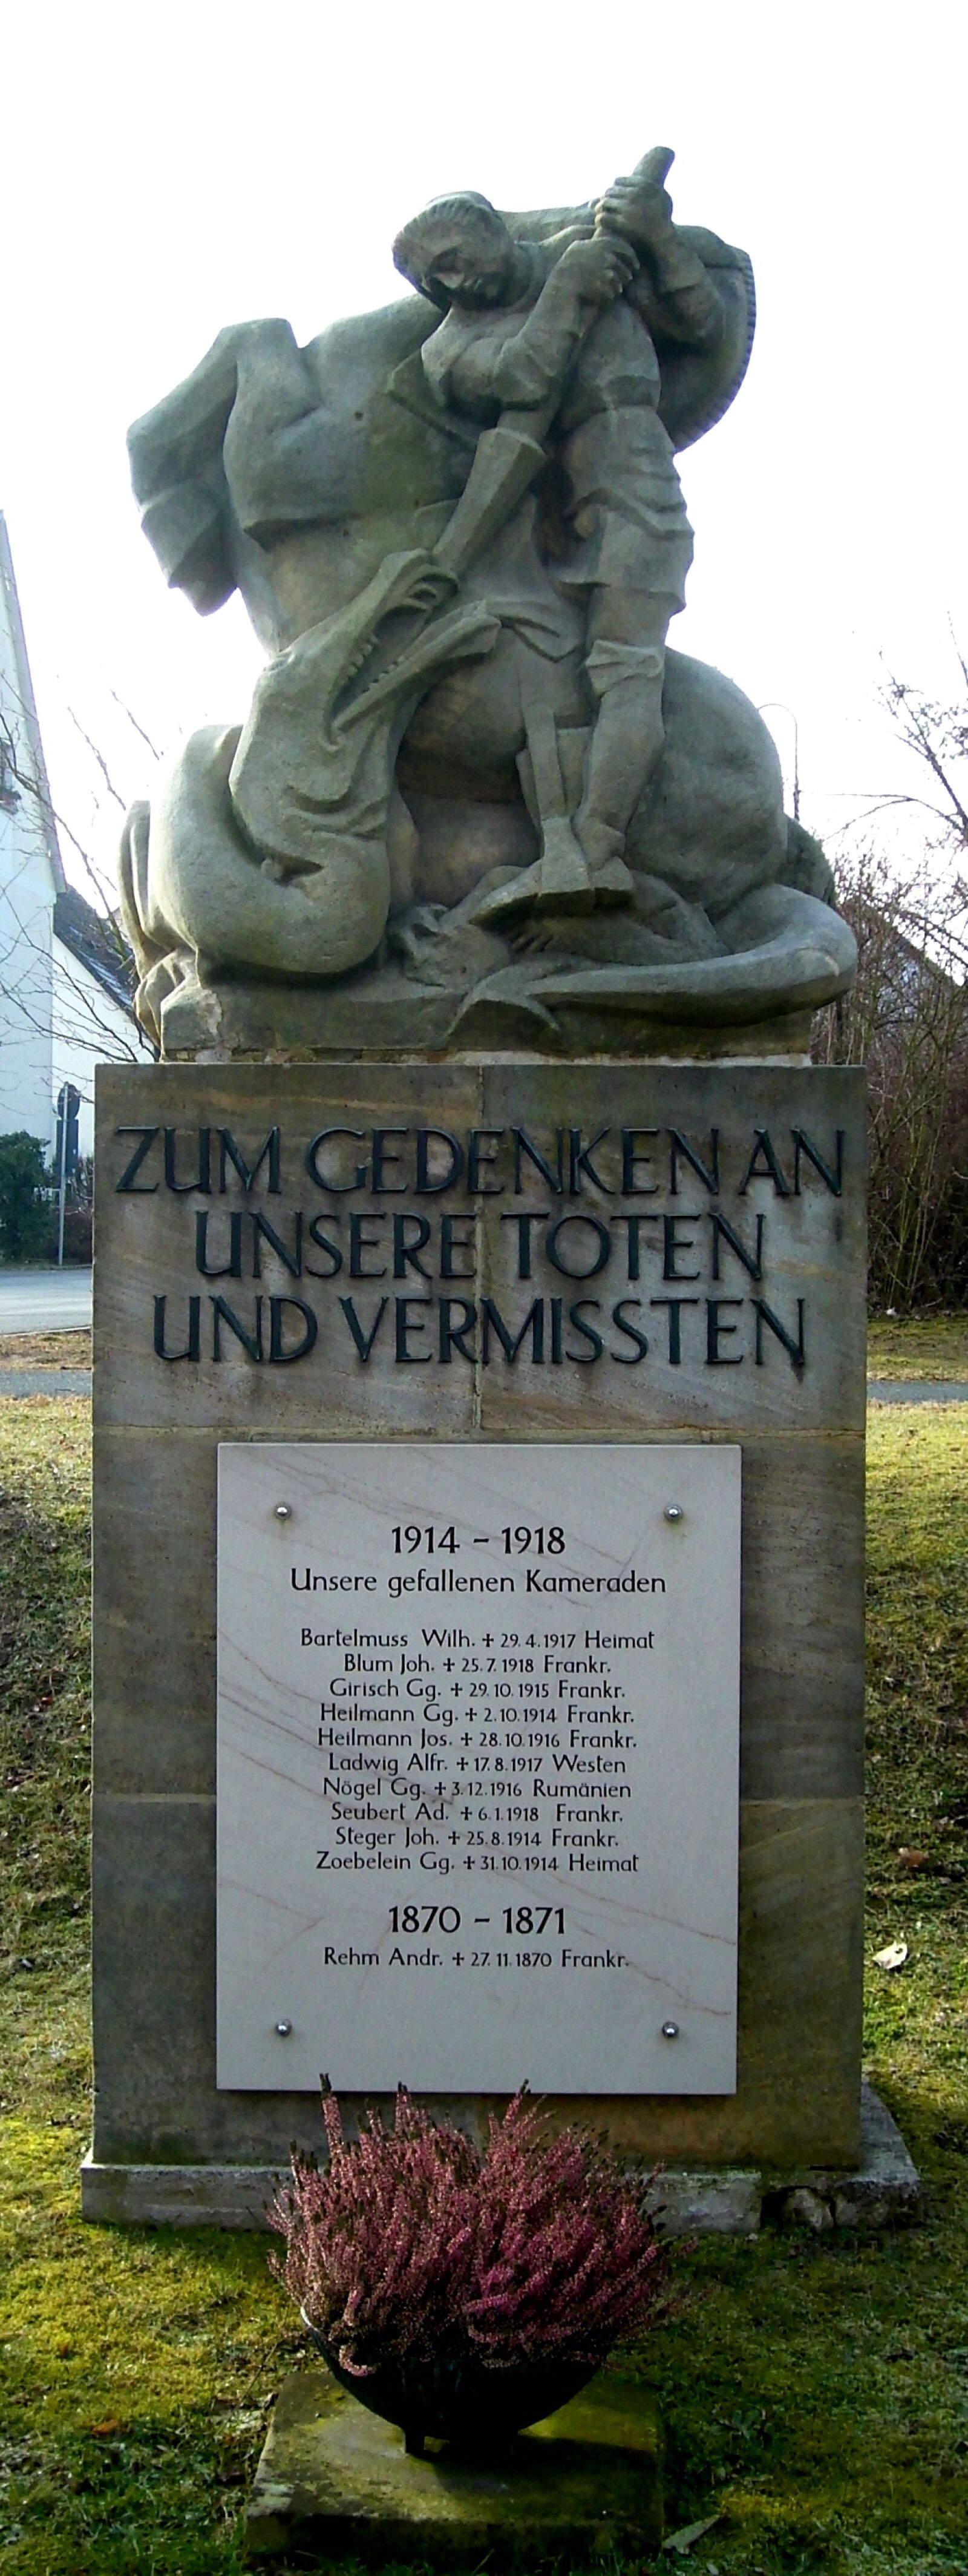 ZUM GEDENKEN AN
UNSERE TOTEN
UND VERMISSTEN
1914 – 1918
Unsere gefallenen Kameraden
Bartelmuss Wilh. ✝ 29. 4. 1917 Heimat
Blum Joh. ✝ 25. 7. 1918 Frankr.
Girisch Gg. ✝ 29. 10. 1915 Frankr.
Heilmann Gg. ✝ 2. 10. 1914 Frankr.
Heilmann Jos. ✝ 28. 10. 1916 Frankr.
Ladwig Alfr. ✝ 17. 8. 1917 Westen
Nögel Gg. ✝ 3. 12. 1916 Rumänien
Seubert Ad. ✝ 6. 1. 1918 Frankr.
Steger Joh. ✝ 25. 8. 1914 Frankr.
Zoebelein Gg. ✝ 31. 10. 1914 Heimat
1870 – 1871
Rehm Andr. ✝ 27. 11. 1870 Frankr.